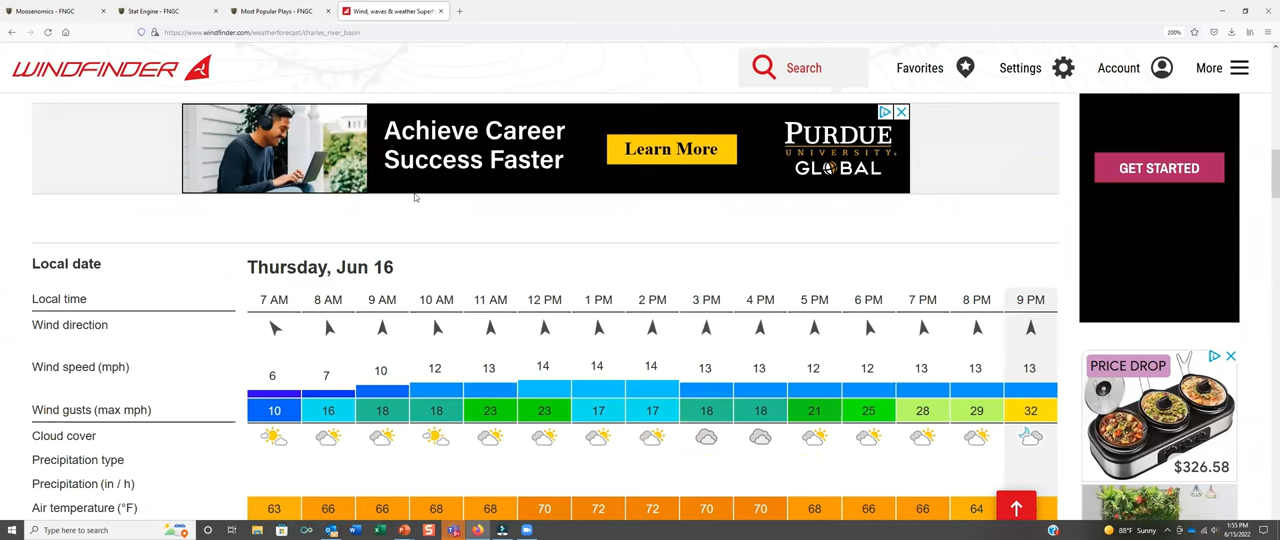 Moosenomics - FNGC
Stat Engine - FNGC
Most Popular Plays - FNGC
Wind, waves & weather Superf
https://www.windfinder.com/weatherforecast/charles_river_basin
200%
WINDFINDER
Search
Favorites
Settings
Account
More
Achieve Career
Success Faster
Learn More
PURDUE
UNIVERSITY
GLOBAL
GET STARTED
Local date
Thursday, Jun 16
Local time 7 AM 8 AM 9 AM 10 AM 11 AM 12 PM 1 PM 2 PM 3 PM 4 PM 5 PM 6 PM 7 PM 8 PM 9 PM
Wind direction
Wind speed (mph) 6 7 10 12 13 14 14 14 13 13 12 12 13 13 13
Wind gusts (max mph) 10 16 18 18 23 23 17 17 18 18 21 25 28 29 32
Cloud cover
Precipitation type
Precipitation (in / h)
Air temperature (°F) 63 66 66 68 68 70 72 72 70 70 68 68 66 66 64
PRICE DROP
$326.58
Type here to search
88°F Sunny
1:55 PM
6/15/2022